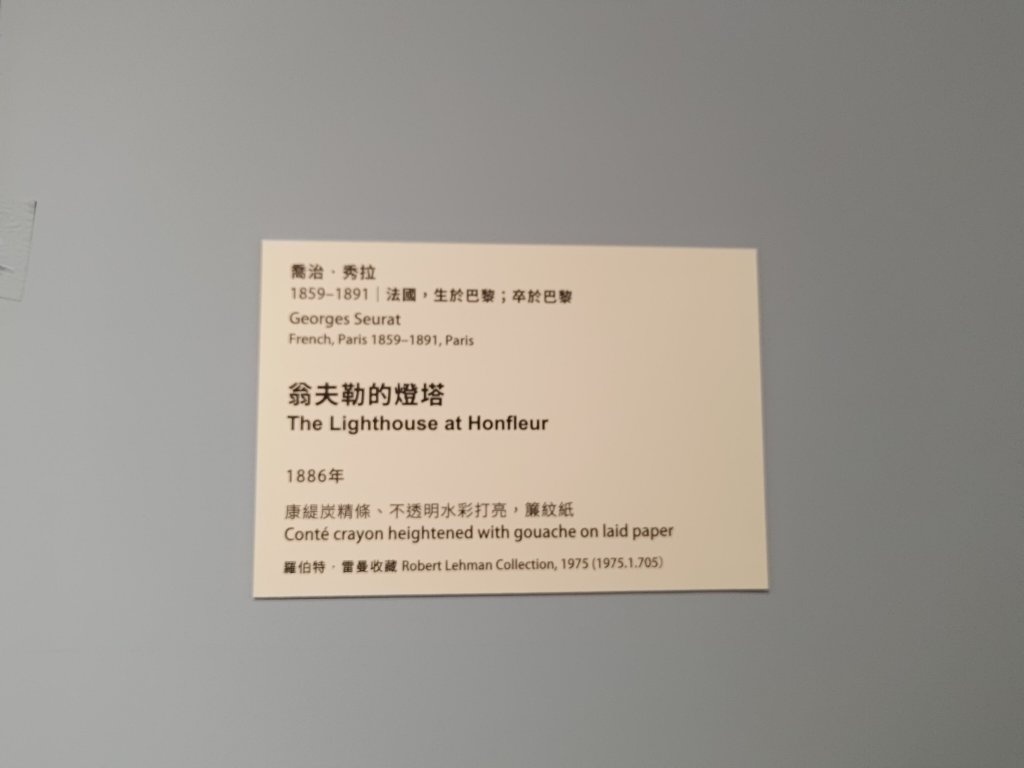 喬治·秀拉
1859–1891｜法國，生於巴黎；卒於巴黎
Georges Seurat
French, Paris 1859–1891, Paris
翁夫勒的燈塔
The Lighthouse at Honfleur
1886年
康緹炭精條、不透明水彩打亮，簾紋紙
Conté crayon heightened with gouache on laid paper
羅伯特·雷曼收藏 Robert Lehman Collection, 1975 (1975.1.705)